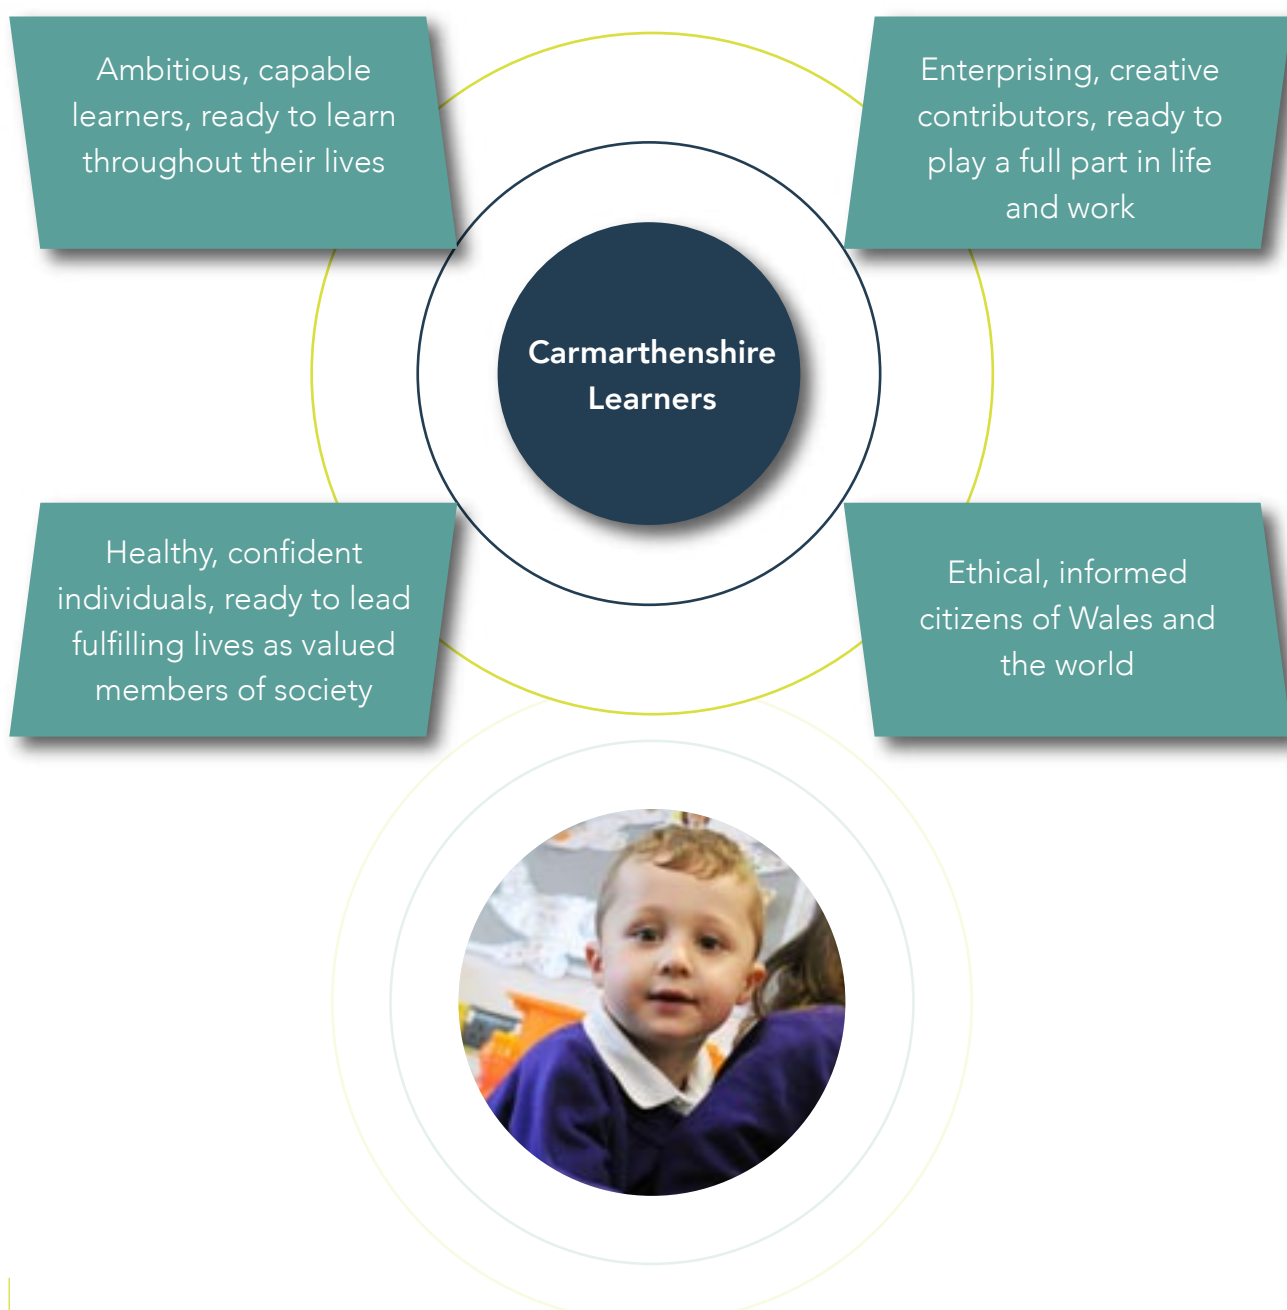 Ambitious, capable
learners, ready to learn
throughout their lives
Enterprising, creative
contributors, ready to
play a full part in life
and work
Carmarthenshire
Learners
Healthy, confident
individuals, ready to lead
fulfilling lives as valued
members of society
Ethical, informed
citizens of Wales and
the world